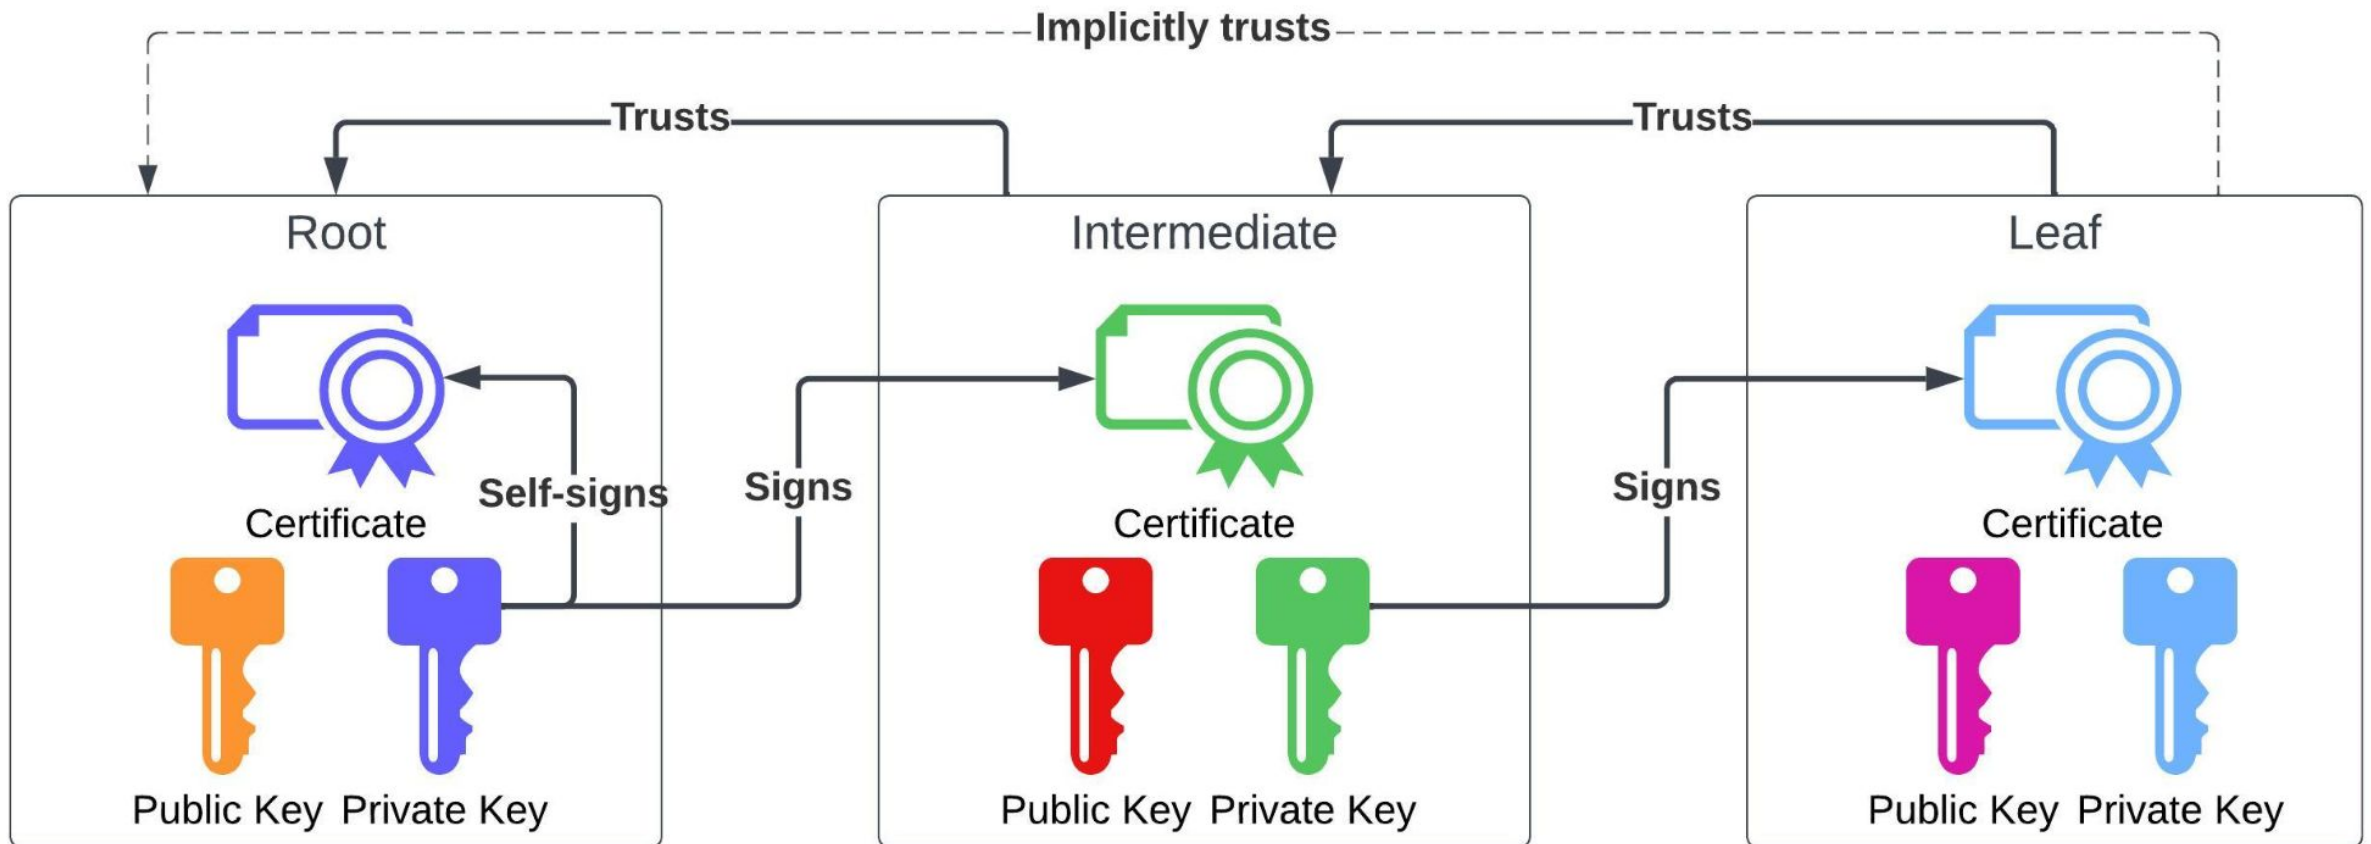 Implicitly trusts
Trusts
Trusts
Root
Intermediate
Leaf
Self-signs
Signs
Signs
Certificate
Certificate
Certificate
Public Key
Private Key
Public Key
Private Key
Public Key
Private Key